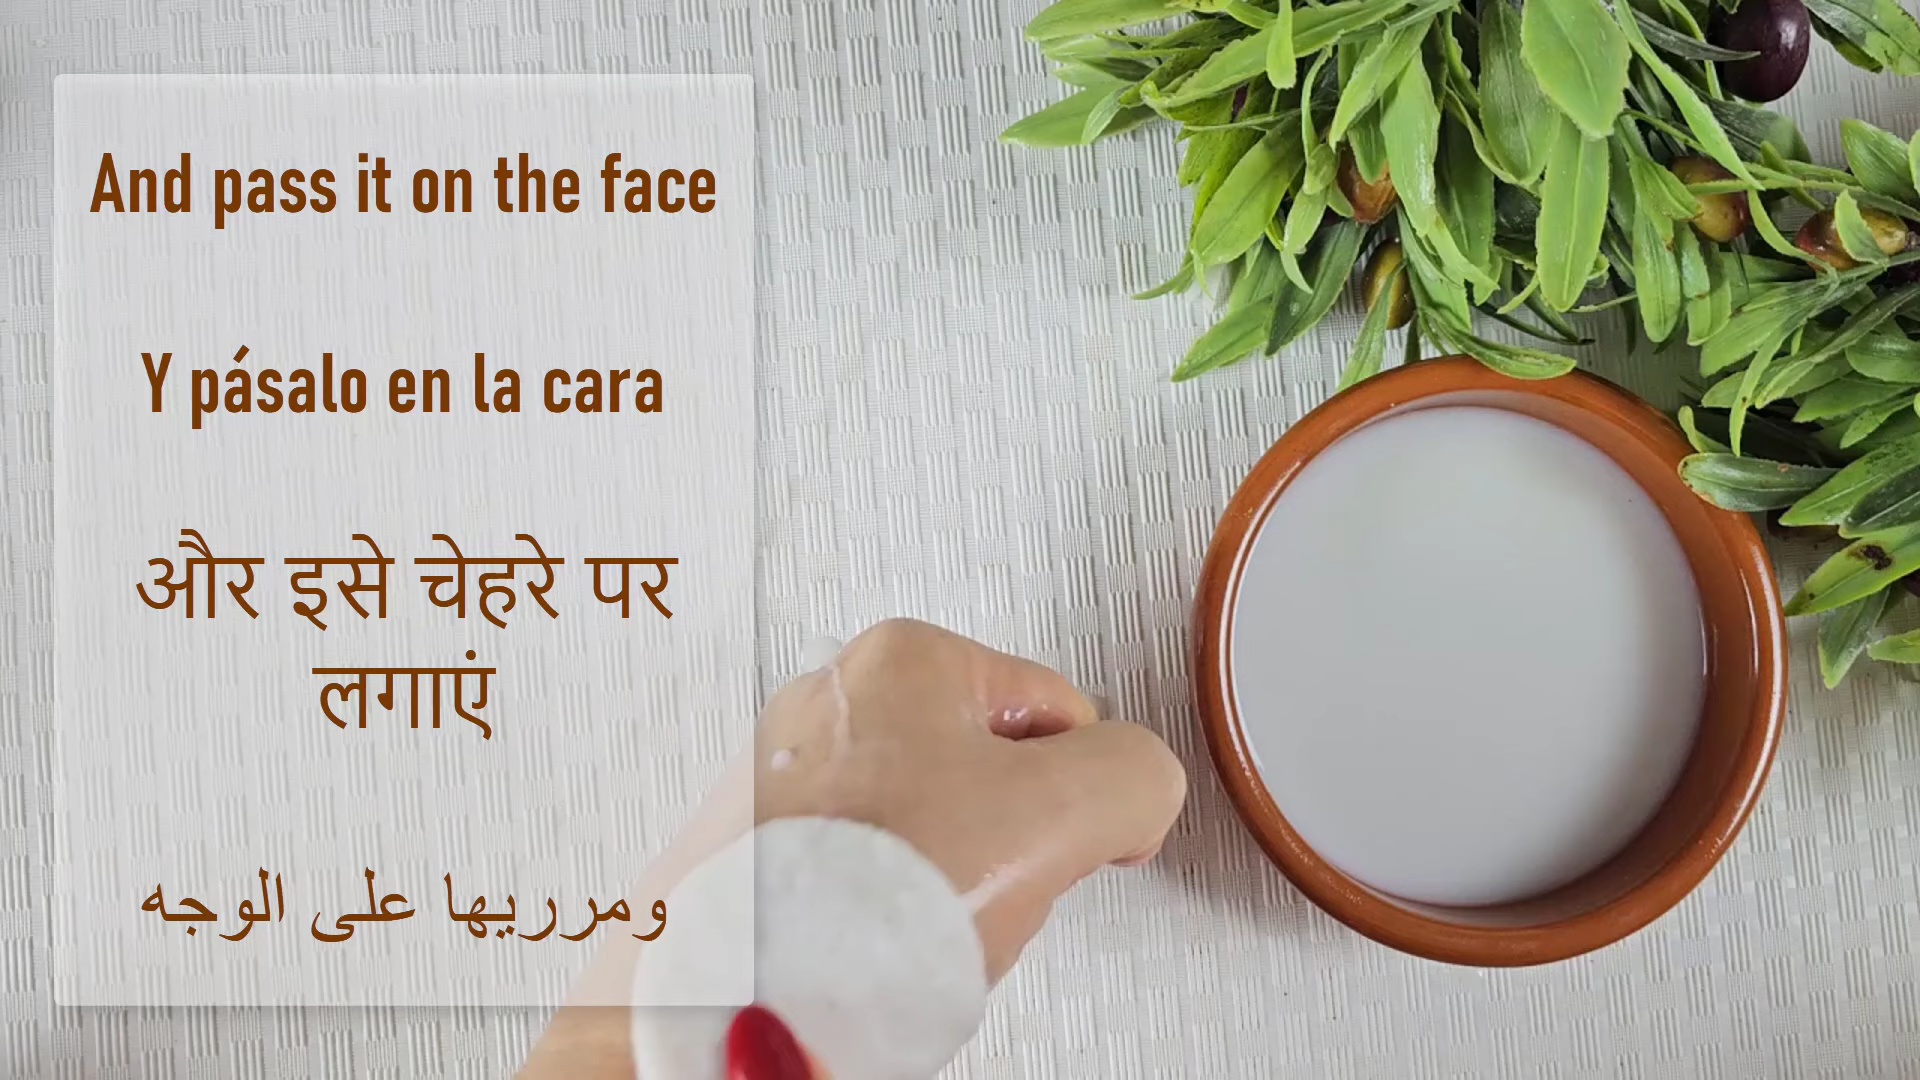 And pass it on the face
Y pásalo en la cara
और इसे चेहरे पर
लगाएं
ومرريها على الوجه